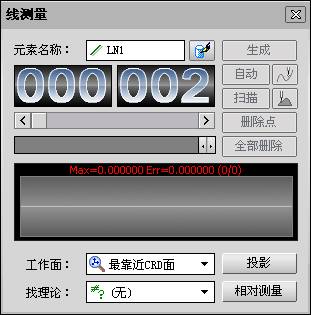 线测量
元素名称： LN1
生成
000 002
自动
扫描
删除点
全部删除
Max=0.000000 Err=0.000000 (0/0)
工作面： 最靠近CRD面
投影
找理论： (无)
相对测量